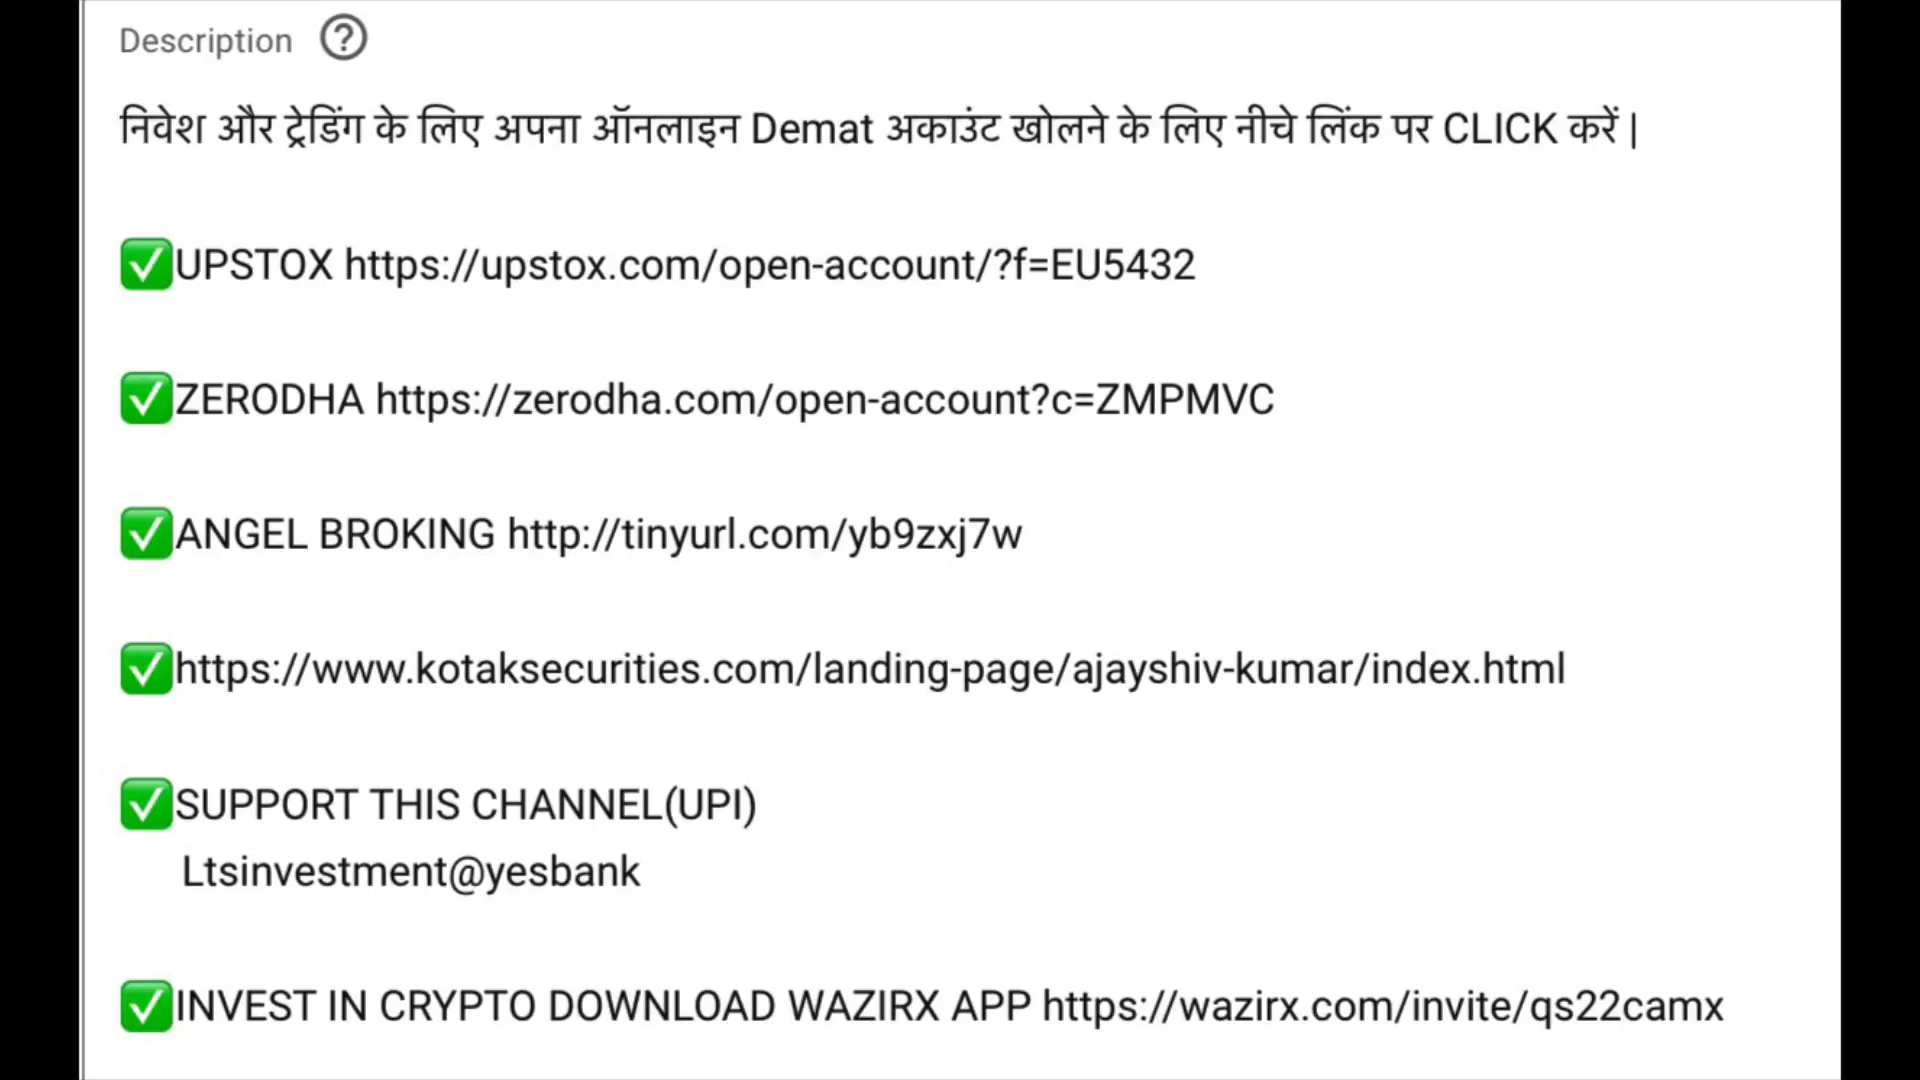 Description
निवेश और ट्रेडिंग के लिए अपना ऑनलाइन Demat अकाउंट खोलने के लिए नीचे लिंक पर CLICK करें |
✅UPSTOX https://upstox.com/open-account/?f=EU5432
✅ZERODHA https://zerodha.com/open-account?c=ZMPMVC
✅ANGEL BROKING http://tinyurl.com/yb9zxj7w
✅https://www.kotaksecurities.com/landing-page/ajayshiv-kumar/index.html
✅SUPPORT THIS CHANNEL(UPI)
Ltsinvestment@yesbank
✅INVEST IN CRYPTO DOWNLOAD WAZIRX APP https://wazirx.com/invite/qs22camx